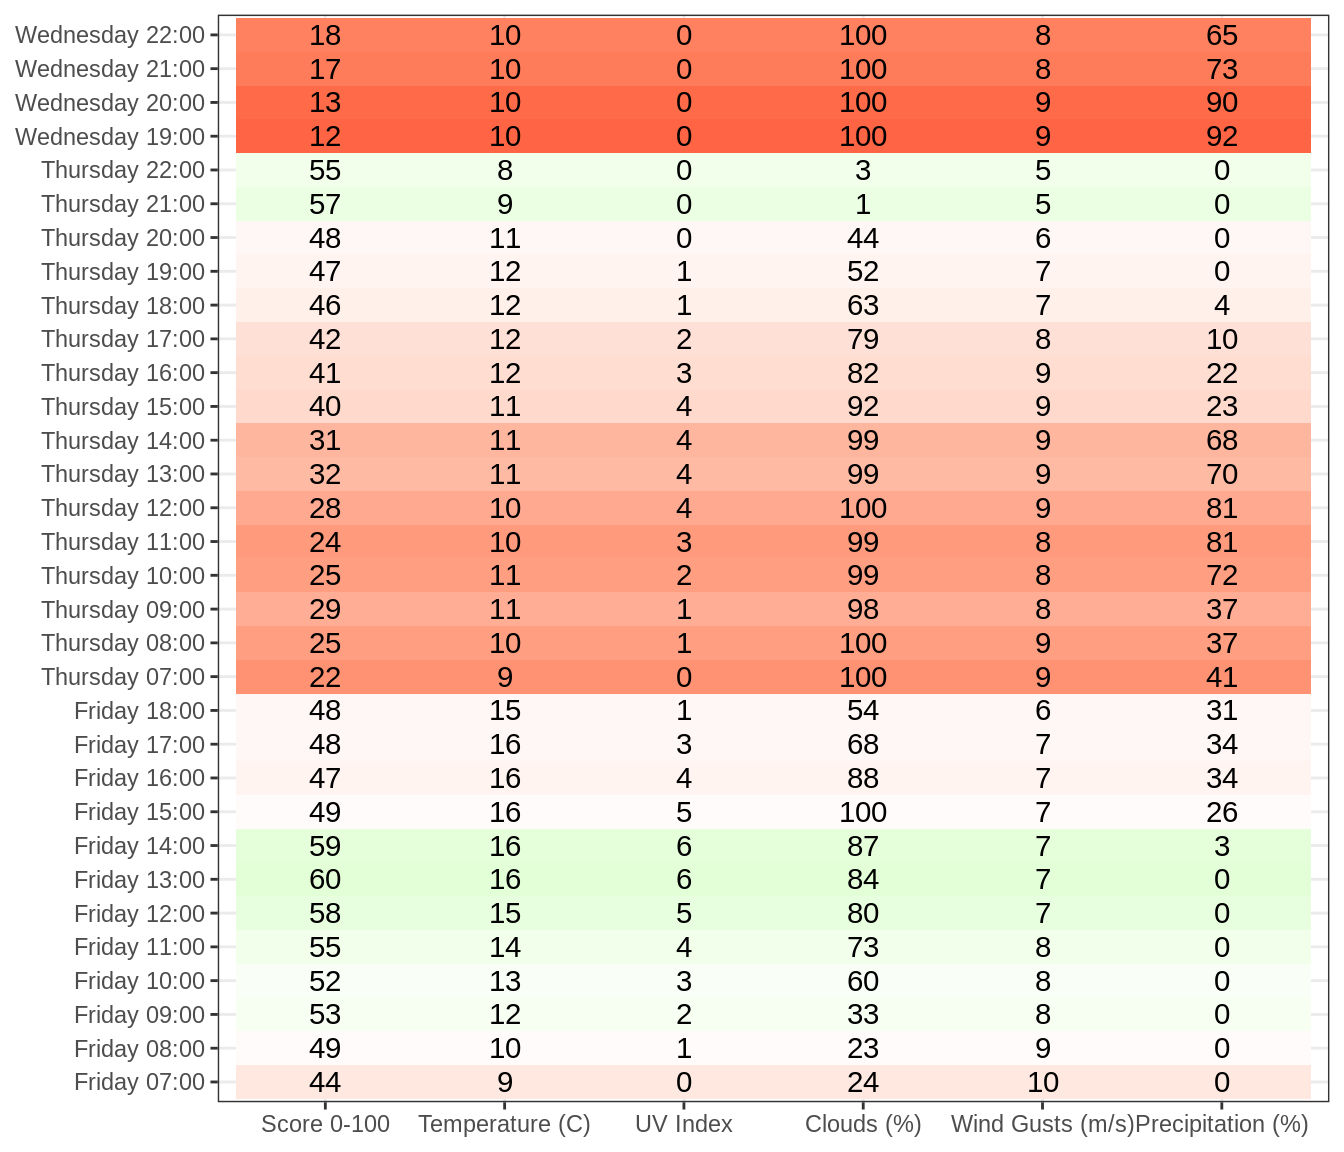 Wednesday 22:00 18 10 0 100 8 65
Wednesday 21:00 17 10 0 100 8 73
Wednesday 20:00 13 10 0 100 9 90
Wednesday 19:00 12 10 0 100 9 92
Thursday 22:00 55 8 0 3 5 0
Thursday 21:00 57 9 0 1 5 0
Thursday 20:00 48 11 0 44 6 0
Thursday 19:00 47 12 1 52 7 0
Thursday 18:00 46 12 1 63 7 4
Thursday 17:00 42 12 2 79 8 10
Thursday 16:00 41 12 3 82 9 22
Thursday 15:00 40 11 4 92 9 23
Thursday 14:00 31 11 4 99 9 68
Thursday 13:00 32 11 4 99 9 70
Thursday 12:00 28 10 4 100 9 81
Thursday 11:00 24 10 3 99 8 81
Thursday 10:00 25 11 2 99 8 72
Thursday 09:00 29 11 1 98 8 37
Thursday 08:00 25 10 1 100 9 37
Thursday 07:00 22 9 0 100 9 41
Friday 18:00 48 15 1 54 6 31
Friday 17:00 48 16 3 68 7 34
Friday 16:00 47 16 4 88 7 34
Friday 15:00 49 16 5 100 7 26
Friday 14:00 59 16 6 87 7 3
Friday 13:00 60 16 6 84 7 0
Friday 12:00 58 15 5 80 7 0
Friday 11:00 55 14 4 73 8 0
Friday 10:00 52 13 3 60 8 0
Friday 09:00 53 12 2 33 8 0
Friday 08:00 49 10 1 23 9 0
Friday 07:00 44 9 0 24 10 0
Score 0-100 Temperature (C) UV Index Clouds (%) Wind Gusts (m/s) Precipitation (%)